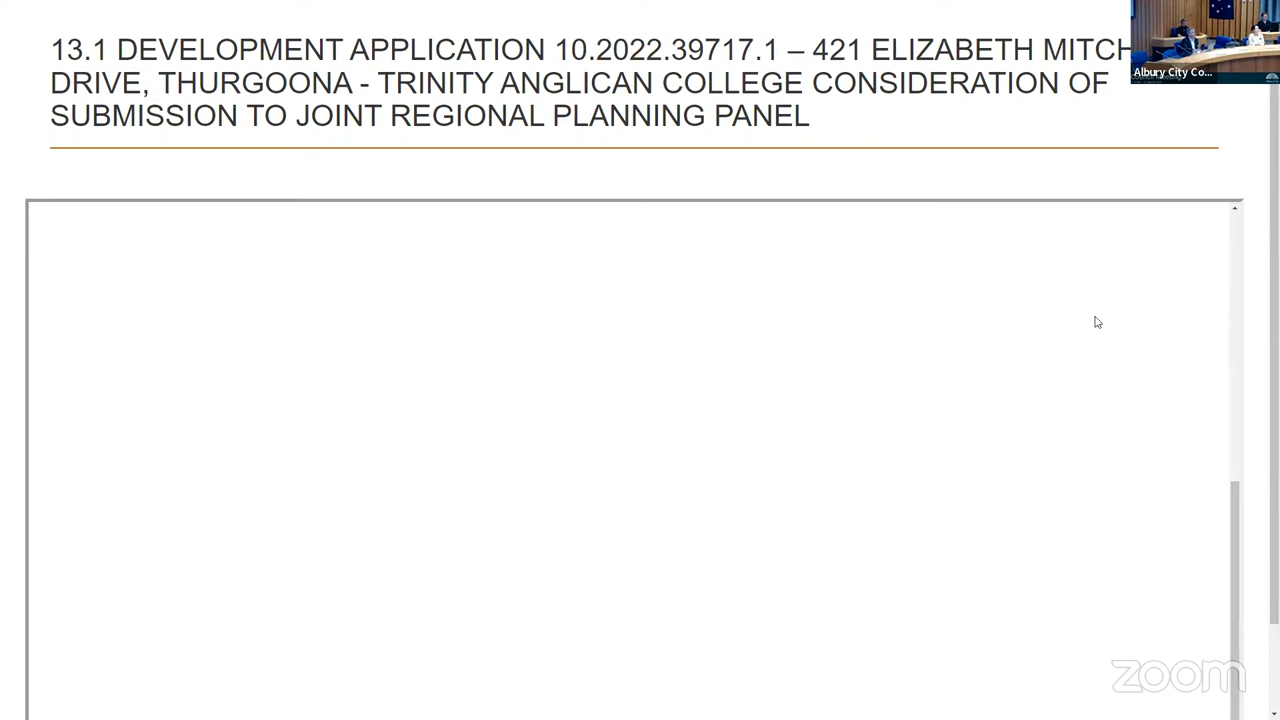 13.1 DEVELOPMENT APPLICATION 10.2022.39717.1 – 421 ELIZABETH MITCH
DRIVE, THURGOONA - TRINITY ANGLICAN COLLEGE CONSIDERATION OF
SUBMISSION TO JOINT REGIONAL PLANNING PANEL
Albury City Co...
zoom